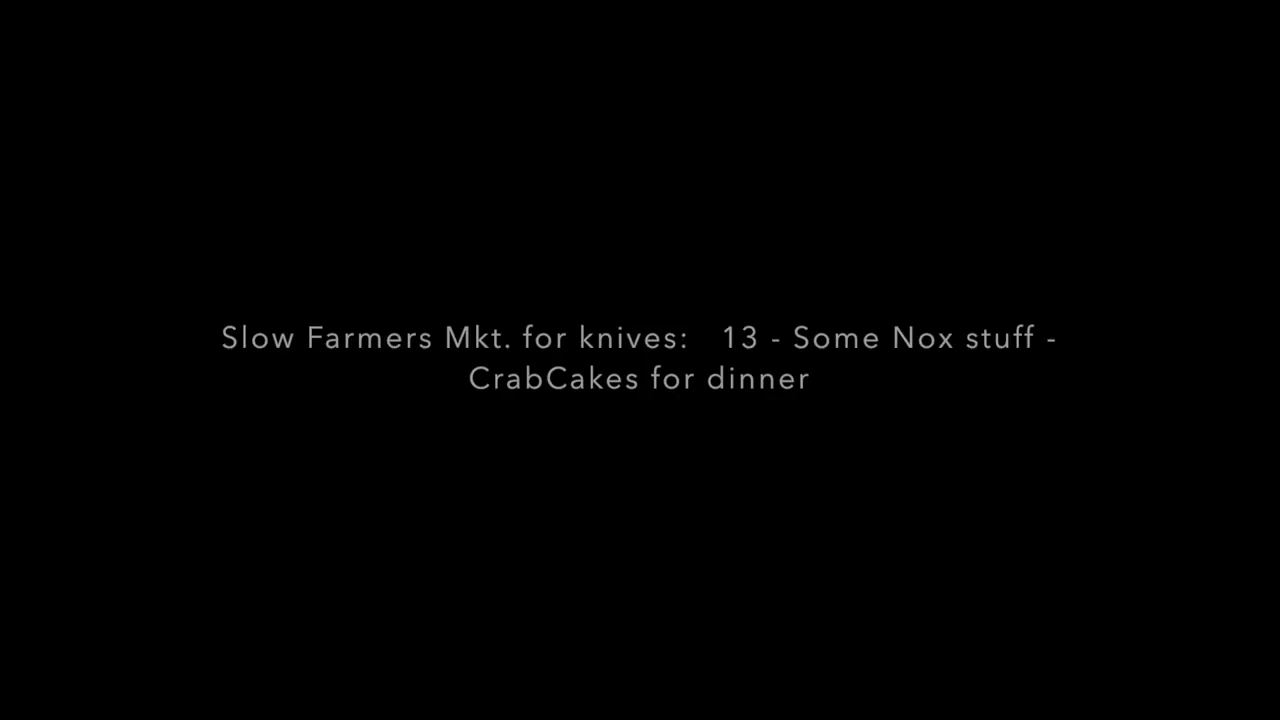 Slow Farmers Mkt. for knives:   13 - Some Nox stuff -
CrabCakes for dinner